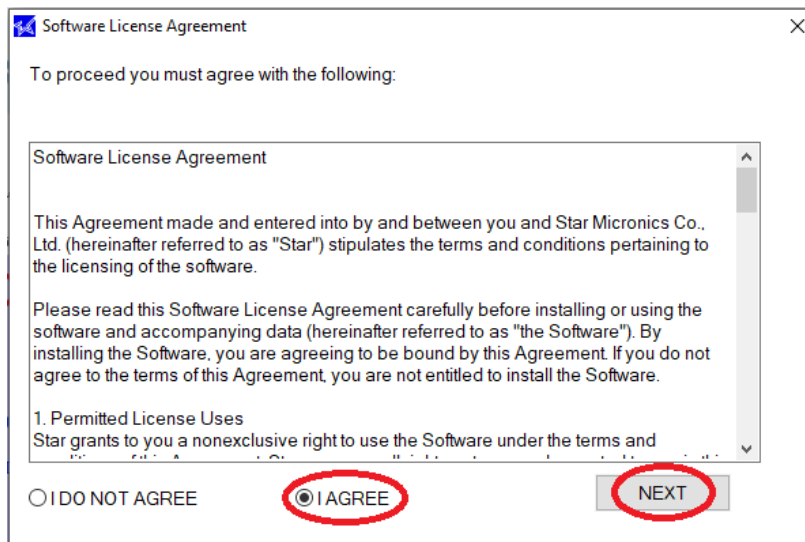 Software License Agreement
To proceed you must agree with the following:
Software License Agreement
This Agreement made and entered into by and between you and Star Micronics Co.,
Ltd. (hereinafter referred to as "Star") stipulates the terms and conditions pertaining to
the licensing of the software.
Please read this Software License Agreement carefully before installing or using the
software and accompanying data (hereinafter referred to as "the Software"). By
installing the Software, you are agreeing to be bound by this Agreement. If you do not
agree to the terms of this Agreement, you are not entitled to install the Software.
1. Permitted License Uses
Star grants to you a nonexclusive right to use the Software under the terms and
I DO NOT AGREE
I AGREE
NEXT